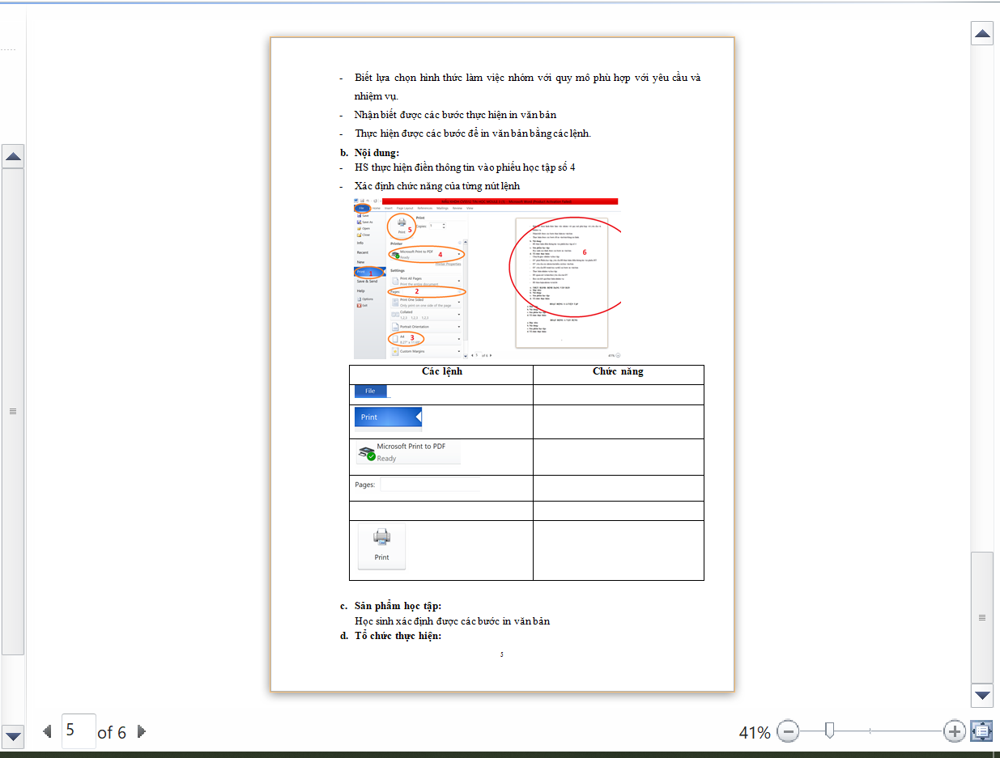 - Biết lựa chọn hình thức làm việc nhóm với quy mô phù hợp với yêu cầu và
nhiệm vụ.
- Nhận biết được các bước thực hiện in văn bản
- Thực hiện được các bước để in văn bản bằng các lệnh.
b. Nội dung:
- HS thực hiện điền thông tin vào phiếu học tập số 4
- Xác định chức năng của từng nút lệnh
File Home Insert Page Layout References Mailings Review View
Save
Save As
Open
Close
Info
Recent
New
Print 1
Save & Send
Help
Options
Exit
Print
Copies: 1
Print 5
Printer
Microsoft Print to PDF 4
Ready
Printer Properties
Settings
Print All Pages
Print the entire document
Pages: 2
Print One Sided
Only print on one side of the page
Collated
1,2,3 1,2,3 1,2,3
Portrait Orientation
A4 3
Custom Margins
6
5 of 6
41%
Các lệnh Chức năng
File
Print
Microsoft Print to PDF
Ready
Pages:
Print
c. Sản phẩm học tập:
Học sinh xác định được các bước in văn bản
d. Tổ chức thực hiện:
5
5 of 6
41%